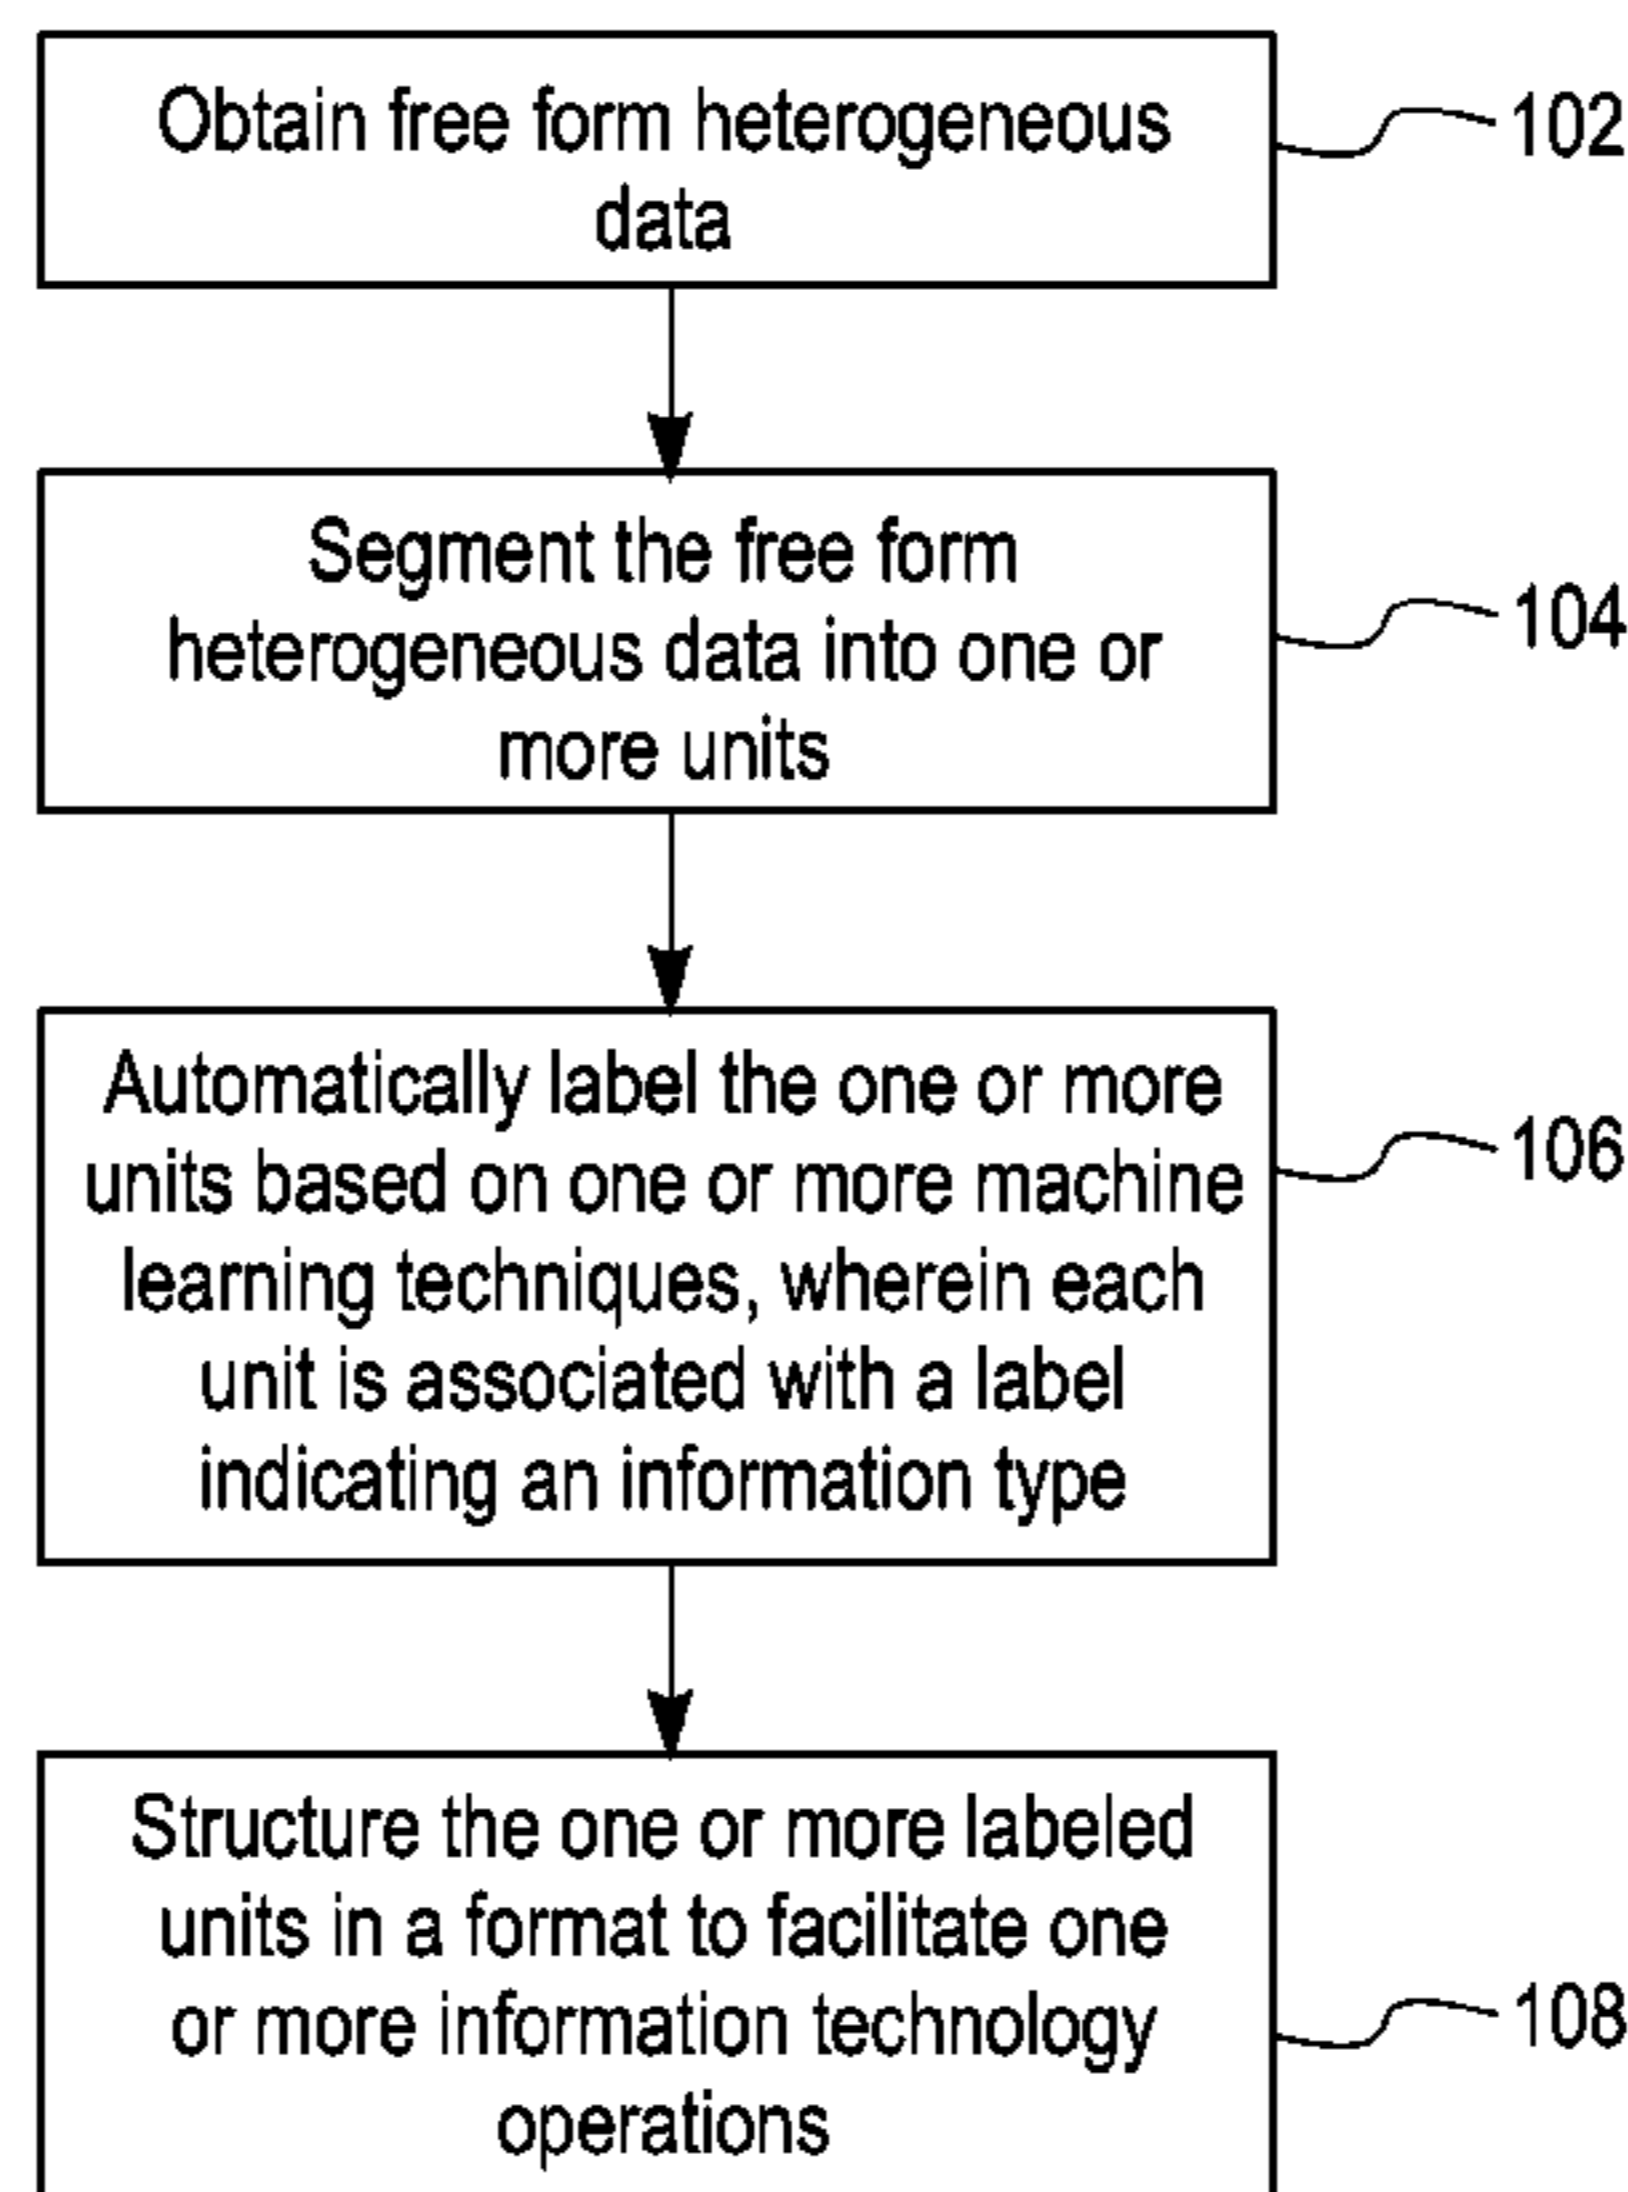 Obtain free form heterogeneous
data
102
Segment the free form
heterogeneous data into one or
more units
104
Automatically label the one or more
units based on one or more machine
learning techniques, wherein each
unit is associated with a label
indicating an information type
106
Structure the one or more labeled
units in a format to facilitate one
or more information technology
operations
108